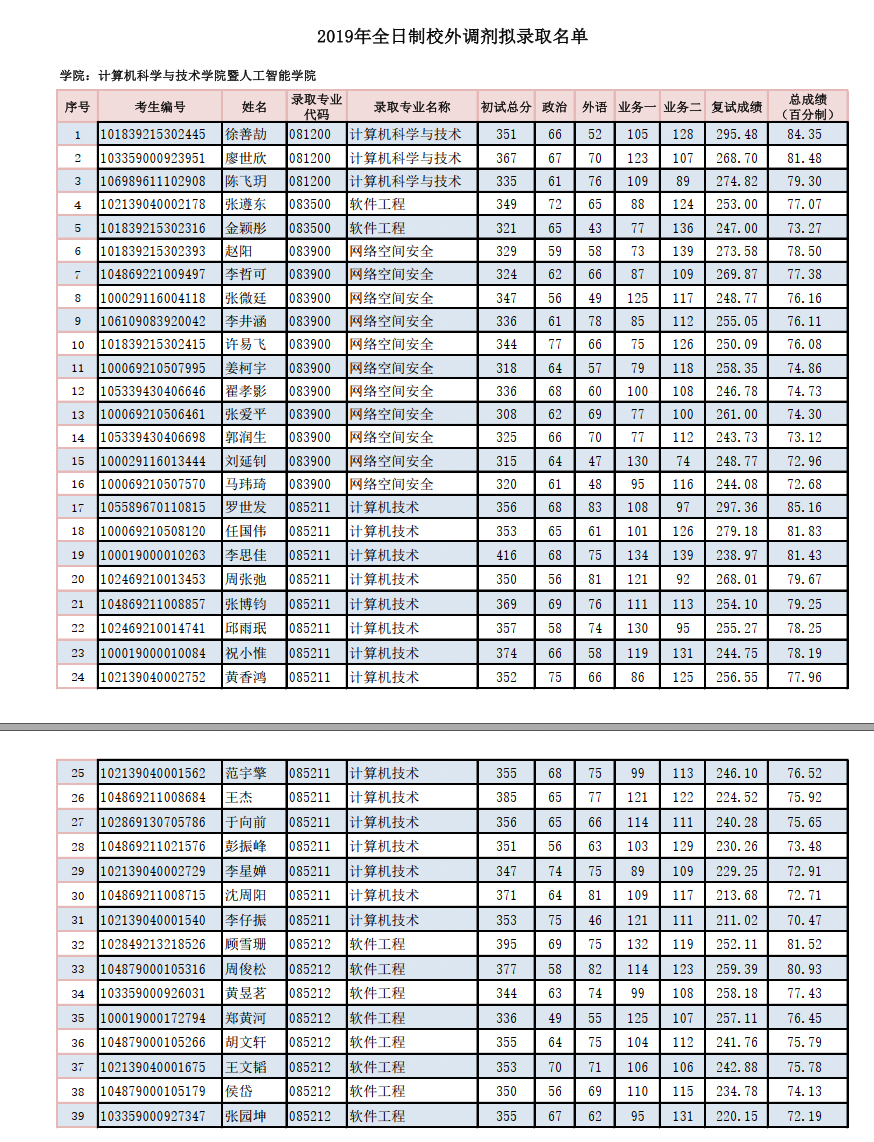 2019年全日制校外调剂拟录取名单
学院：计算机科学与技术学院暨人工智能学院
序号 考生编号 姓名 录取专业代码 录取专业名称 初试总分 政治 外语 业务一 业务二 复试成绩 总成绩（百分制）
1 101839215302445 徐善劼 081200 计算机科学与技术 351 66 52 105 128 295.48 84.35
2 103359000923951 廖世欣 081200 计算机科学与技术 367 67 70 123 107 268.70 81.48
3 106989611102908 陈飞玥 081200 计算机科学与技术 335 61 76 109 89 274.82 79.30
4 102139040002178 张遵东 083500 软件工程 349 72 65 88 124 253.00 77.07
5 101839215302316 金颖彤 083500 软件工程 321 65 43 77 136 247.00 73.27
6 101839215302393 赵阳 083900 网络空间安全 329 59 58 73 139 273.58 78.50
7 104869221009497 李哲可 083900 网络空间安全 324 62 66 87 109 269.87 77.38
8 100029116004118 张微廷 083900 网络空间安全 347 56 49 125 117 248.77 76.16
9 106109083920042 李井涵 083900 网络空间安全 336 61 78 85 112 255.05 76.11
10 101839215302415 许易飞 083900 网络空间安全 344 77 66 75 126 250.09 76.08
11 100069210507995 姜柯宇 083900 网络空间安全 318 64 57 79 118 258.35 74.86
12 105339430406646 翟孝影 083900 网络空间安全 336 68 60 100 108 246.78 74.73
13 100069210506461 张爱平 083900 网络空间安全 308 62 69 77 100 261.00 74.30
14 105339430406698 郭润生 083900 网络空间安全 325 66 70 77 112 243.73 73.12
15 100029116013444 刘延钊 083900 网络空间安全 315 64 47 130 74 248.77 72.96
16 100069210507570 马玮琦 083900 网络空间安全 320 61 48 95 116 244.08 72.68
17 105589670110815 罗世发 085211 计算机技术 356 68 83 108 97 297.36 85.16
18 100069210508120 任国伟 085211 计算机技术 353 65 61 101 126 279.18 81.83
19 100019000010263 李思佳 085211 计算机技术 416 68 75 134 139 238.97 81.43
20 102469210013453 周张弛 085211 计算机技术 350 56 81 121 92 268.01 79.67
21 104869211008857 张博钧 085211 计算机技术 369 69 76 111 113 254.10 79.25
22 102469210014741 邱雨珉 085211 计算机技术 357 58 74 130 95 255.27 78.25
23 100019000010084 祝小惟 085211 计算机技术 374 66 58 119 131 244.75 78.19
24 102139040002752 黄香鸿 085211 计算机技术 352 75 66 86 125 256.55 77.96
25 102139040001562 范宇擎 085211 计算机技术 355 68 75 99 113 246.10 76.52
26 104869211008684 王杰 085211 计算机技术 385 65 77 121 122 224.52 75.92
27 102869130705786 于向前 085211 计算机技术 356 65 66 114 111 240.28 75.65
28 104869211021576 彭振峰 085211 计算机技术 351 56 63 103 129 230.26 73.48
29 102139040002729 李星婵 085211 计算机技术 347 74 75 89 109 229.25 72.91
30 104869211008715 沈周阳 085211 计算机技术 371 64 81 109 117 213.68 72.71
31 102139040001540 李仔振 085211 计算机技术 353 75 46 121 111 211.02 70.47
32 102849213218526 顾雪珊 085212 软件工程 395 69 75 132 119 252.11 81.52
33 104879000105316 周俊松 085212 软件工程 377 58 82 114 123 259.39 80.93
34 103359000926031 黄昱茗 085212 软件工程 344 63 74 99 108 258.18 77.43
35 100019000172794 郑黄河 085212 软件工程 336 49 55 125 107 257.11 76.45
36 104879000105266 胡文轩 085212 软件工程 355 64 75 104 112 241.76 75.79
37 102139040001675 王文韬 085212 软件工程 353 70 71 106 106 242.88 75.78
38 104879000105179 侯岱 085212 软件工程 350 56 69 110 115 234.78 74.13
39 103359000927347 张园坤 085212 软件工程 355 67 62 95 131 220.15 72.19